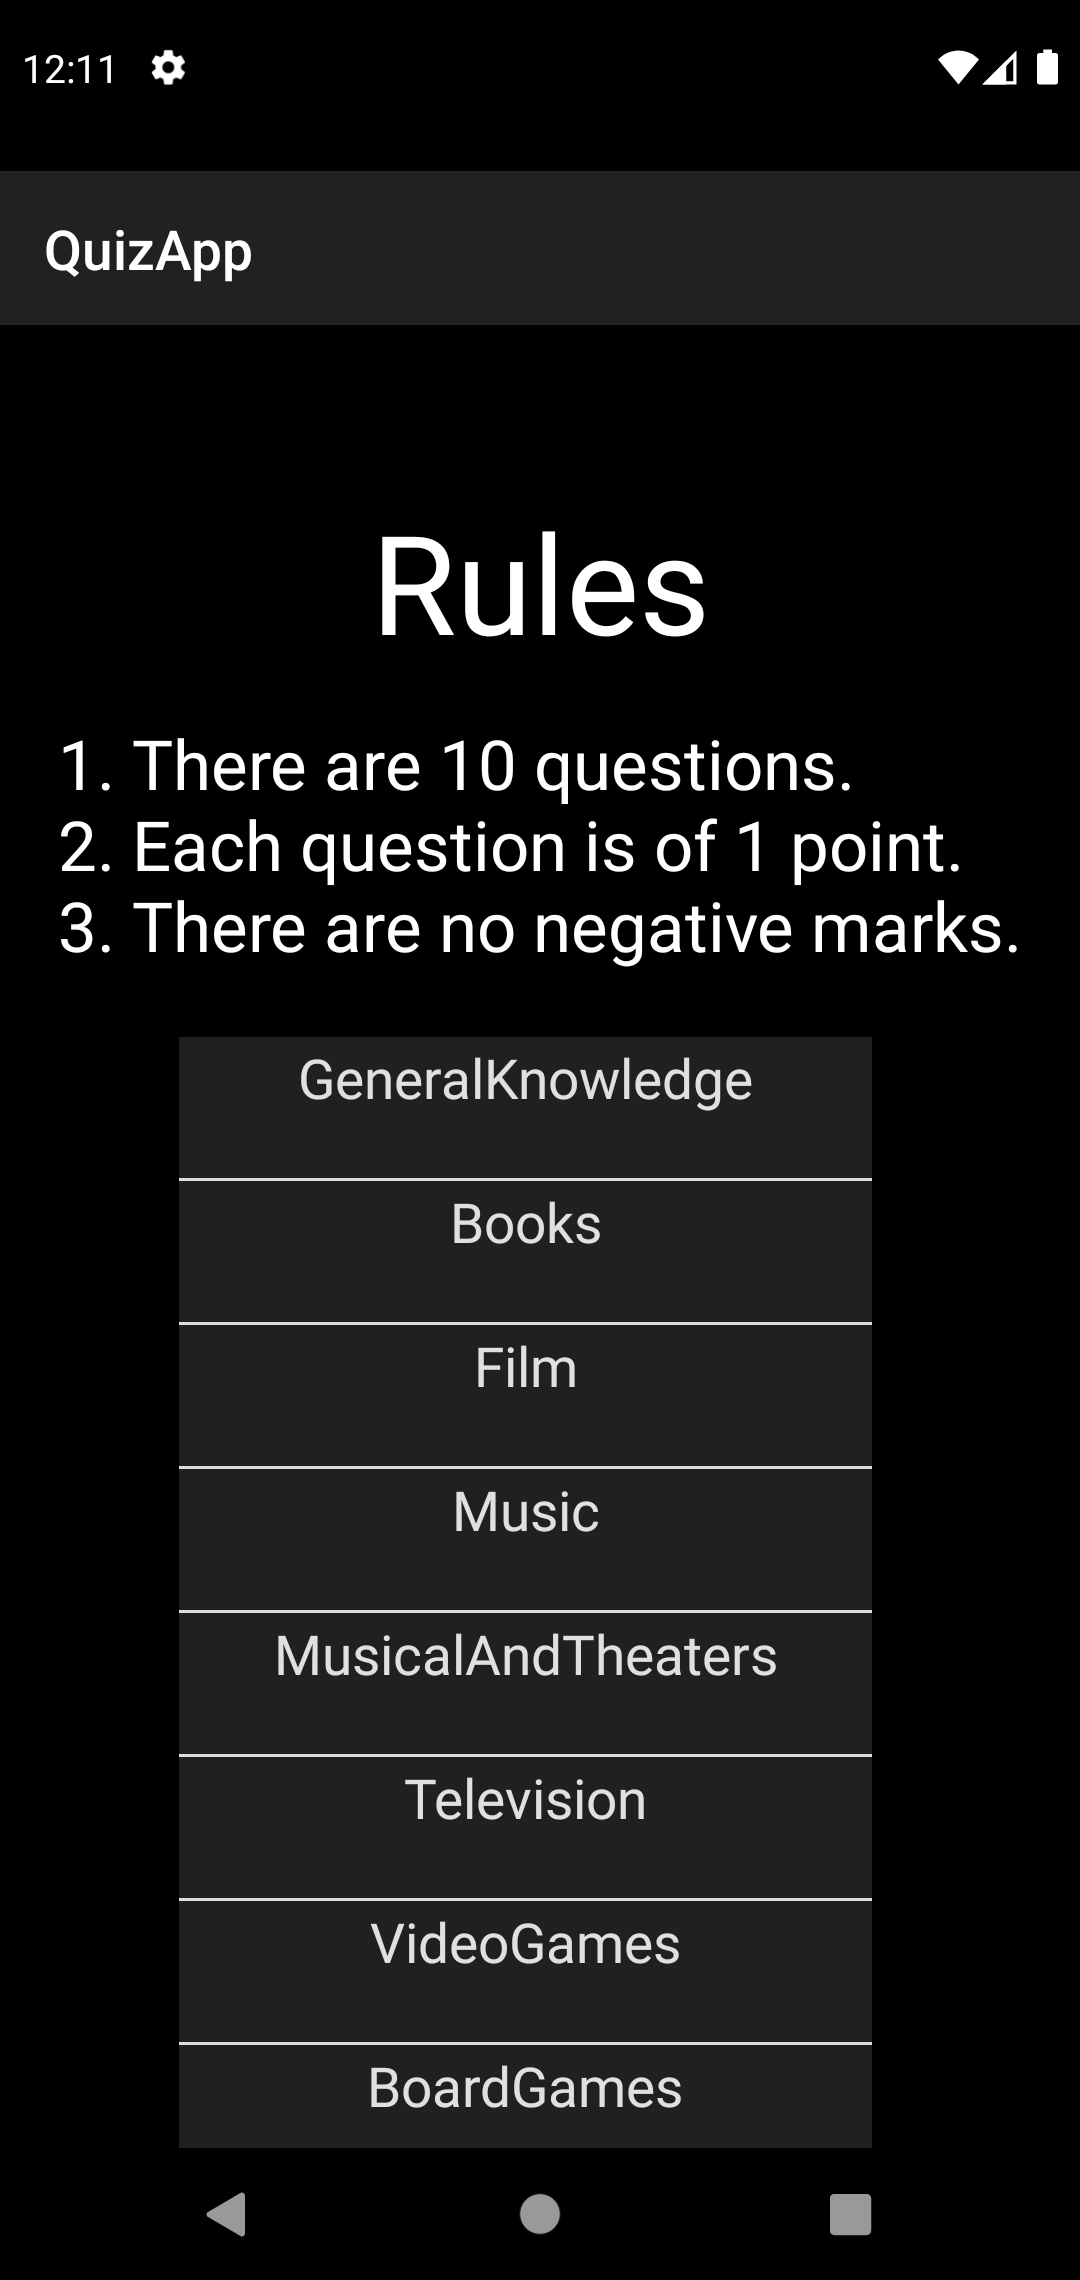 12:11
QuizApp
Rules
1. There are 10 questions.
2. Each question is of 1 point.
3. There are no negative marks.
GeneralKnowledge
Books
Film
Music
MusicalAndTheaters
Television
VideoGames
BoardGames